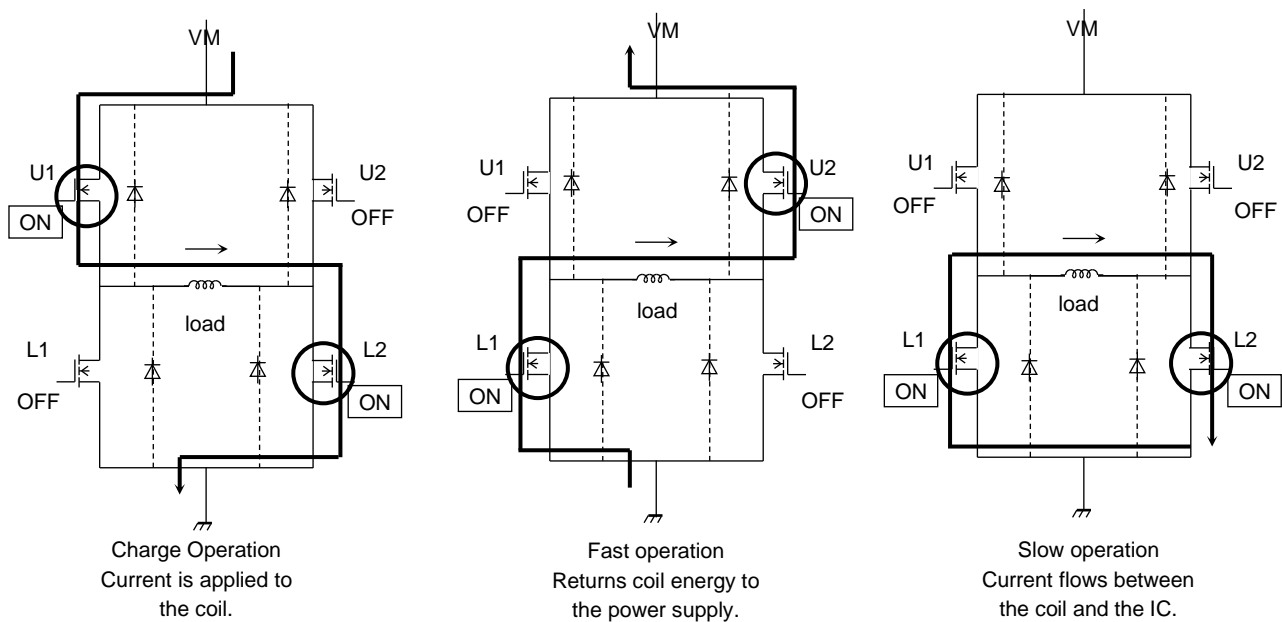 VM
U1
ON
U2
OFF
load
L1
OFF
L2
ON
Charge Operation
Current is applied to
the coil.
VM
U1
OFF
U2
ON
load
L1
ON
L2
OFF
Fast operation
Returns coil energy to
the power supply.
VM
U1
OFF
U2
OFF
load
L1
ON
L2
ON
Slow operation
Current flows between
the coil and the IC.